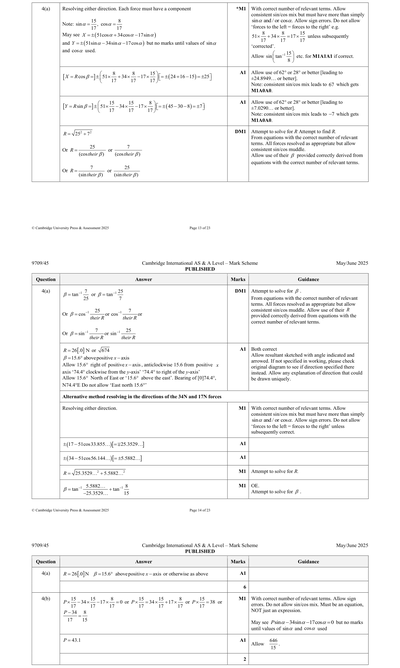 4(a)
Resolving either direction. Each force must have a component
Note: sin α = 15/17, cos α = 8/17
May see X = ±(51cosα + 34cosα − 17sinα)
and Y = ±(51sinα − 34sinα − 17cosα) but no marks until values of sinα
and cosα used.
*M1
With correct number of relevant terms. Allow
consistent sin/cos mix but must have more than simply
sin α and / or cos α. Allow sign errors. Do not allow
'forces to the left = forces to the right' e.g.
51 × 8/17 + 34 × 8/17 = 17 × 15/17 unless subsequently
'corrected'.
Allow sin(tan⁻¹ 15/8) etc. for M1A1A1 if correct.
[X = R cos β =] ±(51 × 8/17 + 34 × 8/17 − 17 × 15/17) [= ±(24 + 16 − 15) = ±25]
A1
Allow use of 62° or 28° or better [leading to
±24.8949... or better].
Note: consistent sin/cos mix leads to 67 which gets
M1A0A0.
[Y = R sin β =] ±(51 × 15/17 − 34 × 15/17 − 17 × 8/17) [= ±(45 − 30 − 8) = ±7]
A1
Allow use of 62° or 28° or better [leading to
±7.0290... or better].
Note: consistent sin/cos mix leads to −7 which gets
M1A0A0.
R = √(25² + 7²)
Or R = 25/(cos their β) or 7/(cos their β)
Or R = 7/(sin their β) or 25/(sin their β)
DM1
Attempt to solve for R Attempt to find R.
From equations with the correct number of relevant
terms. All forces resolved as appropriate but allow
consistent sin/cos muddle.
Allow use of their β provided correctly derived from
equations with the correct number of relevant terms.
© Cambridge University Press & Assessment 2025
Page 13 of 21
9709/45
Cambridge International AS & A Level – Mark Scheme
May/June 2025
PUBLISHED
Question Answer Marks Guidance
4(a)
β = tan⁻¹ 7/25 or β = tan⁻¹ 25/7
Or β = cos⁻¹ 25/their R or cos⁻¹ 7/their R or
Or β = sin⁻¹ 7/their R or sin⁻¹ 25/their R
DM1
Attempt to solve for β.
From equations with the correct number of relevant
terms. All forces resolved as appropriate but allow
consistent sin/cos muddle. Allow use of their R
provided correctly derived from equations with the
correct number of relevant terms.
R = 26[.0] N or √674
β = 15.6° above positive x – axis
Allow 15.6° right of positive x - axis, anticlockwise 15.6 from positive x
axis '74.4° clockwise from the y-axis' '74.4° to right of the y-axis'
Allow 15.6° North of East or '15.6° above the east'. Bearing of [0]74.4°,
N74.4°E. Do not allow 'East north 15.6°'
A1
Both correct
Allow resultant sketched with angle indicated and
arrowed. If not specified in working, please check
original diagram to see if direction specified there
instead. Allow any explanation of direction that could
be drawn uniquely.
Alternative method resolving in the directions of the 34N and 17N forces
Resolving either direction.
M1
With correct number of relevant terms. Allow
consistent sin/cos mix but must have more than simply
sin α and / or cos α. Allow sign errors. Do not allow
'forces to the left = forces to the right' unless
subsequently correct.
±[17 − 51cos33.855...] [= ±25.3529...]
A1
±[34 − 51cos56.144...] [= ±5.5882...]
A1
R = √(25.3529...² + 5.5882...²)
M1
Attempt to solve for R.
β = tan⁻¹ 5.5882.../−25.3529... + tan⁻¹ 8/15
M1
OE.
Attempt to solve for β.
© Cambridge University Press & Assessment 2025
Page 14 of 21
9709/45
Cambridge International AS & A Level – Mark Scheme
May/June 2025
PUBLISHED
Question Answer Marks Guidance
4(a)
R = 26[.0] N β = 15.6° above positive x – axis or otherwise as above
A1
6
4(b)
P × 15/17 − 34 × 15/17 − 17 × 8/17 = 0 or P × 15/17 = 34 × 15/17 + 17 × 8/17 or P × 15/17 = 38 or
P − 34/17 = 8/15
M1
With correct number of relevant terms. Allow sign
errors. Do not allow sin/cos mix. Must be an equation,
NOT just an expression.
May see P sin α − 34sin α − 17cos α = 0 but no marks
until values of sin α and cos α used
P = 43.1
A1
Allow 646/15.
2